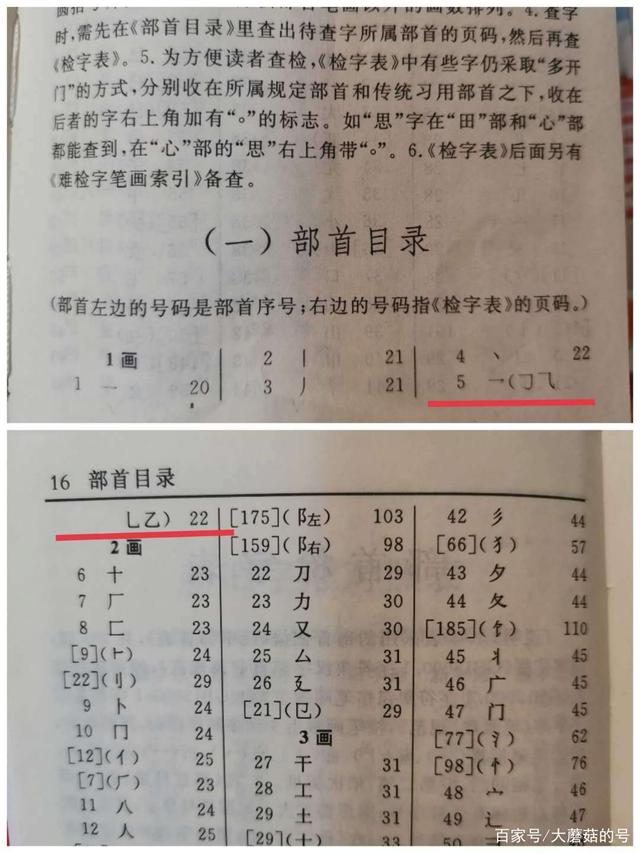 时,需先在《部首目录》里查出待查字所属部首的页码,然后再查
《检字表》。5.为方便读者查检,《检字表》中有些字仍采取“多开
门”的方式,分别收在所属规定部首和传统习用部首之下,收在
后者的字右上角加有“°”的标志。如“思”字在“田”部和“心”部
都能查到,在“心”部的“思”右上角带“°”。6.《检字表》后面另有
《难检字笔画索引》备查。
(一)部首目录
(部首左边的号码是部首序号;右边的号码指《检字表》的页码。)
1画
1 一 20
2 丨 21
3 丿 21
4 丶 22
5 乛(㇆⺄
16 部首目录
乚乙) 22
2画
6 十 23
7 厂 23
8 匚 23
[9](⺊) 24
[22](刂) 29
9 卜 24
10 冂 24
[12](亻) 25
[7](𠂆) 23
11 八 24
12 人 25
[175](阝左) 103
[159](阝右) 98
22 刀 29
23 力 30
24 又 30
25 厶 31
26 廴 31
[21](㔾) 29
3画
27 干 31
28 工 31
29 土 31
[29](士) 33
42 彡 44
[66](犭) 57
43 夕 44
44 夂 44
[185](饣) 110
45 丬 45
46 广 45
47 门 45
[77](氵) 62
[98](忄) 76
48 宀 46
49 辶 47
百家号/大蘑菇的号